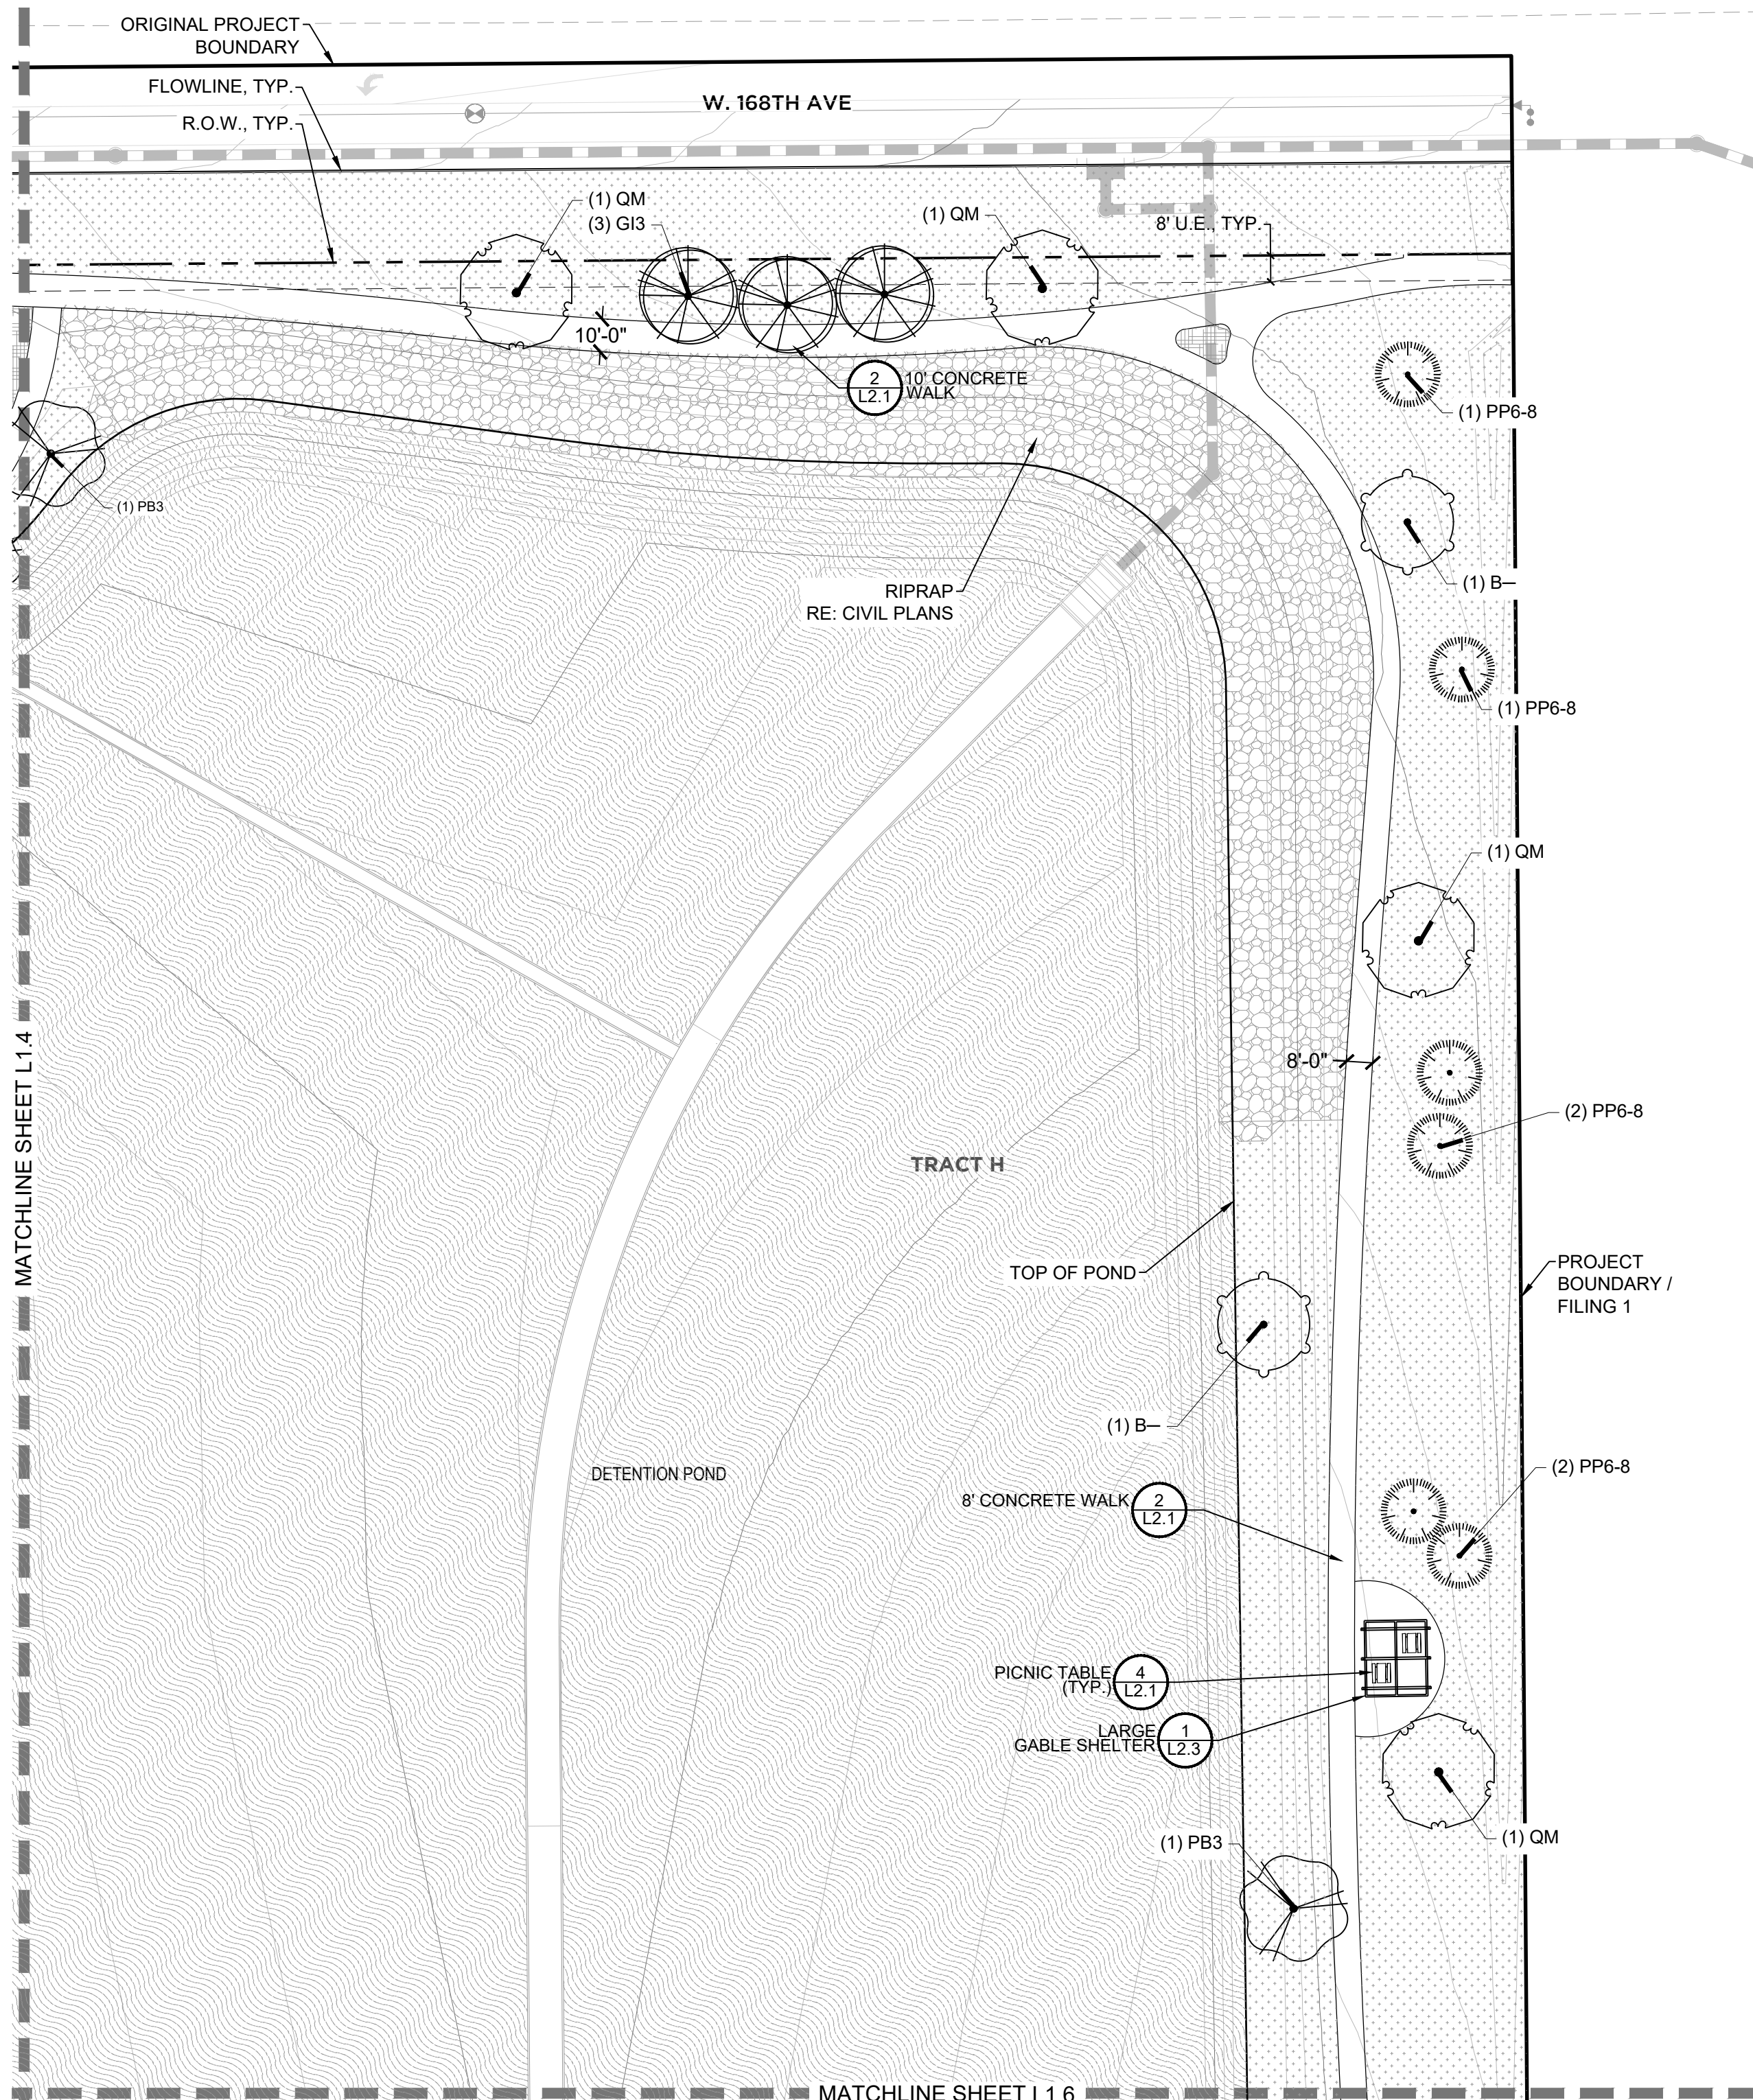 ORIGINAL PROJECT
BOUNDARY
FLOWLINE, TYP.
R.O.W., TYP.
W. 168TH AVE
(1) QM
(3) GI3
(1) QM
8' U.E., TYP.
10'-0"
2
L2.1
10' CONCRETE
WALK
(1) PP6-8
(1) PB3
(1) B
RIPRAP
RE: CIVIL PLANS
(1) PP6-8
(1) QM
8'-0"
MATCHLINE SHEET L1.4
(2) PP6-8
TRACT H
TOP OF POND
PROJECT
BOUNDARY /
FILING 1
(1) B
DETENTION POND
(2) PP6-8
8' CONCRETE WALK
2
L2.1
PICNIC TABLE
(TYP.)
4
L2.1
LARGE
GABLE SHELTER
1
L2.3
(1) PB3
(1) QM
MATCHLINE SHEET L1.6